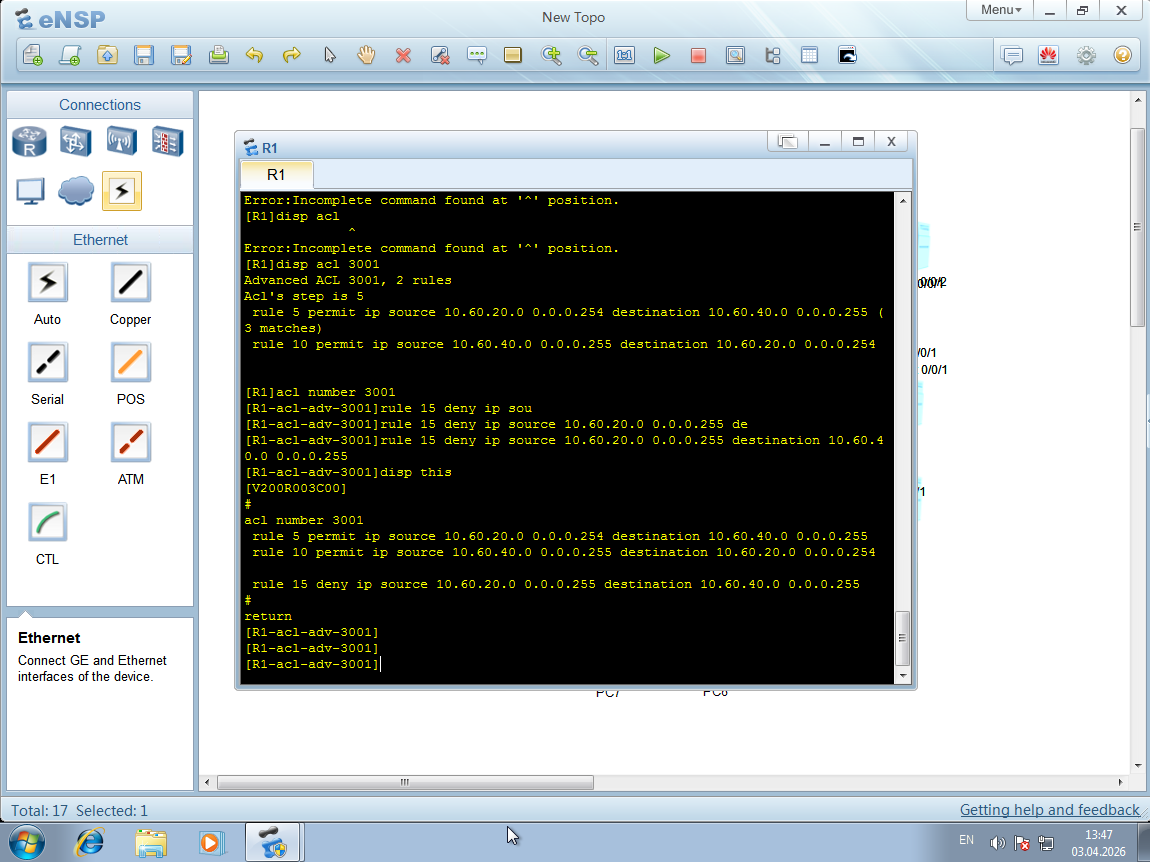 eNSP
New Topo
Menu
Connections
Ethernet
Auto
Copper
Serial
POS
E1
ATM
CTL
Ethernet
Connect GE and Ethernet
interfaces of the device.
R1
R1
Error:Incomplete command found at '^' position.
[R1]disp acl
^
Error:Incomplete command found at '^' position.
[R1]disp acl 3001
Advanced ACL 3001, 2 rules
Acl's step is 5
rule 5 permit ip source 10.60.20.0 0.0.0.254 destination 10.60.40.0 0.0.0.255 (
3 matches)
rule 10 permit ip source 10.60.40.0 0.0.0.255 destination 10.60.20.0 0.0.0.254
[R1]acl number 3001
[R1-acl-adv-3001]rule 15 deny ip sou
[R1-acl-adv-3001]rule 15 deny ip source 10.60.20.0 0.0.0.255 de
[R1-acl-adv-3001]rule 15 deny ip source 10.60.20.0 0.0.0.255 destination 10.60.4
0.0 0.0.0.255
[R1-acl-adv-3001]disp this
[V200R003C00]
#
acl number 3001
rule 5 permit ip source 10.60.20.0 0.0.0.254 destination 10.60.40.0 0.0.0.255
rule 10 permit ip source 10.60.40.0 0.0.0.255 destination 10.60.20.0 0.0.0.254
rule 15 deny ip source 10.60.20.0 0.0.0.255 destination 10.60.40.0 0.0.0.255
#
return
[R1-acl-adv-3001]
[R1-acl-adv-3001]
[R1-acl-adv-3001]
/0/1
0/0/1
/1
PC7
Total: 17 Selected: 1
Getting help and feedback
EN
13:47
03.04.2026